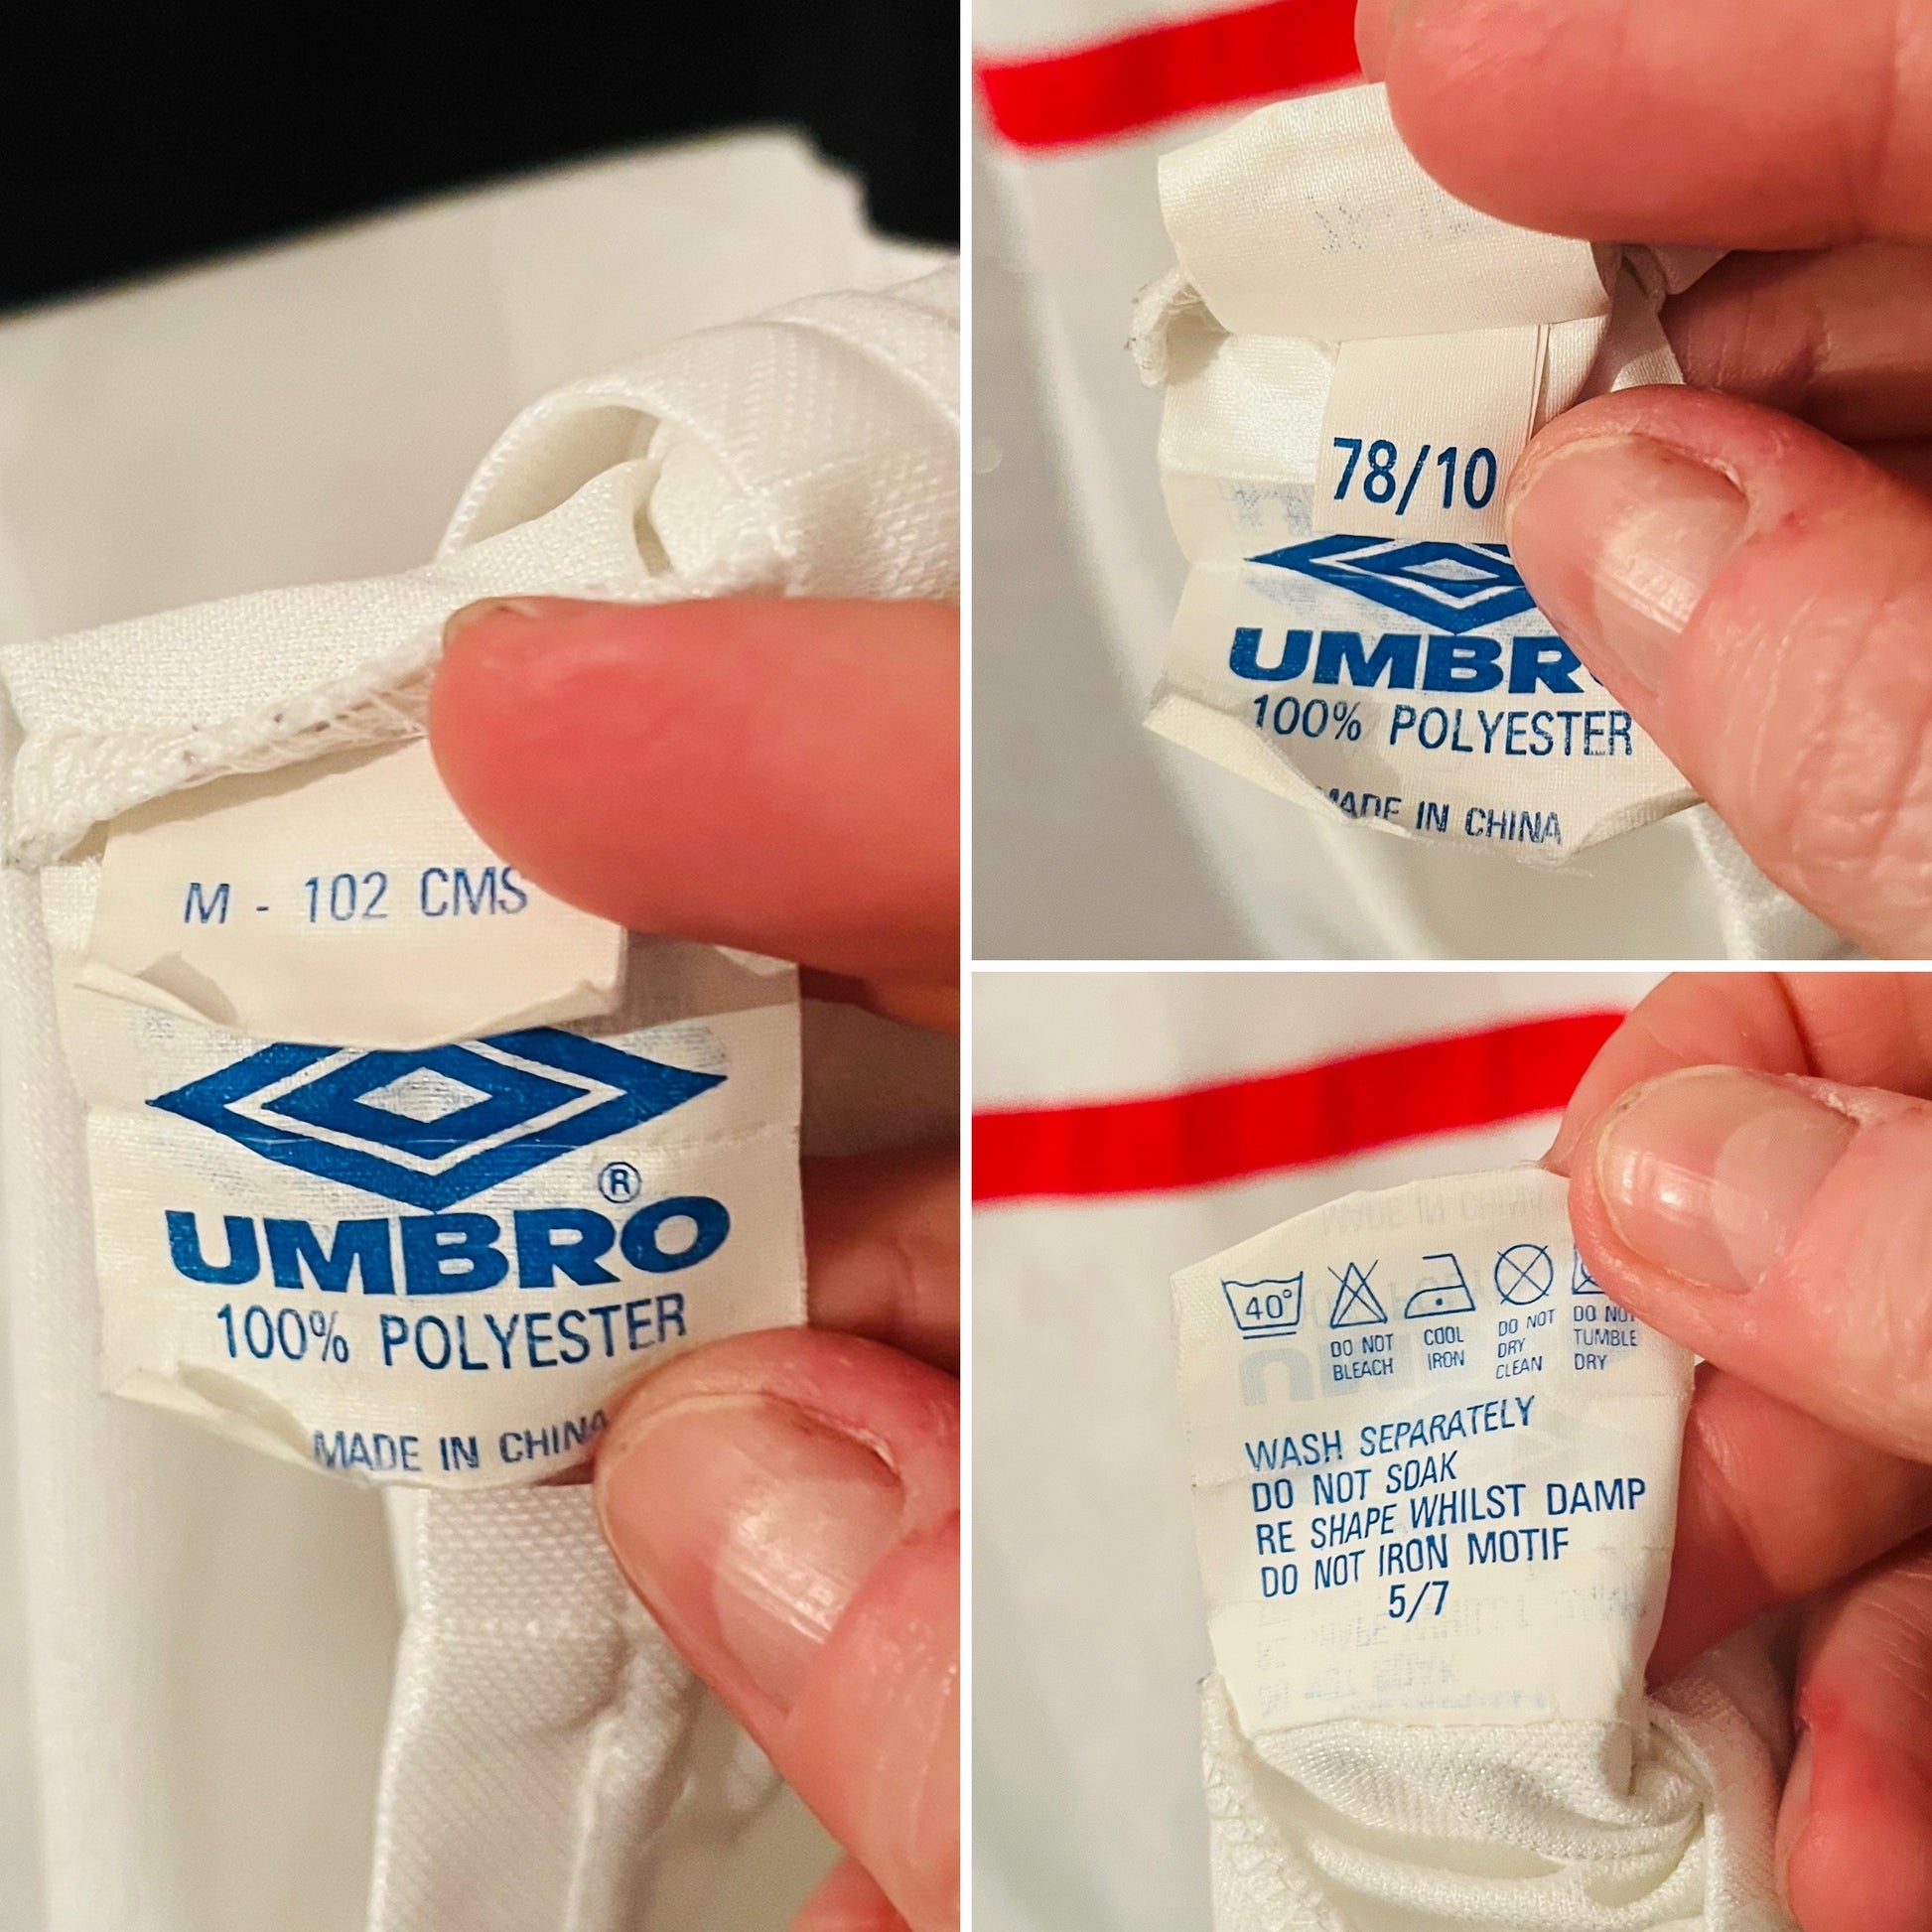 M - 102 CMS
®
UMBRO
100% POLYESTER
MADE IN CHINA
78/10
UMBR
100% POLYESTER
MADE IN CHINA
40°
DO NOT BLEACH
COOL IRON
DO NOT DRY CLEAN
DO NOT TUMBLE DRY
WASH SEPARATELY
DO NOT SOAK
RE SHAPE WHILST DAMP
DO NOT IRON MOTIF
5/7